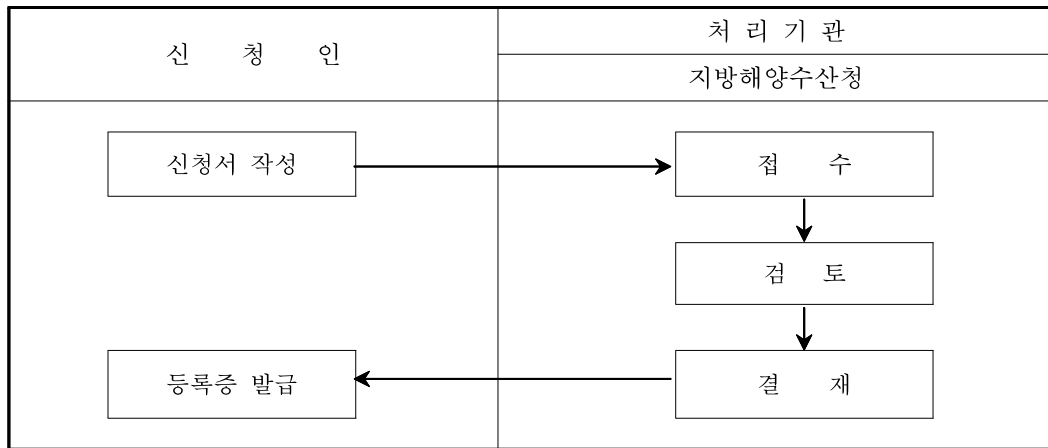 신 청 인
처 리 기 관
지방해양수산청
신청서 작성
접 수
검 토
등록증 발급
결 재